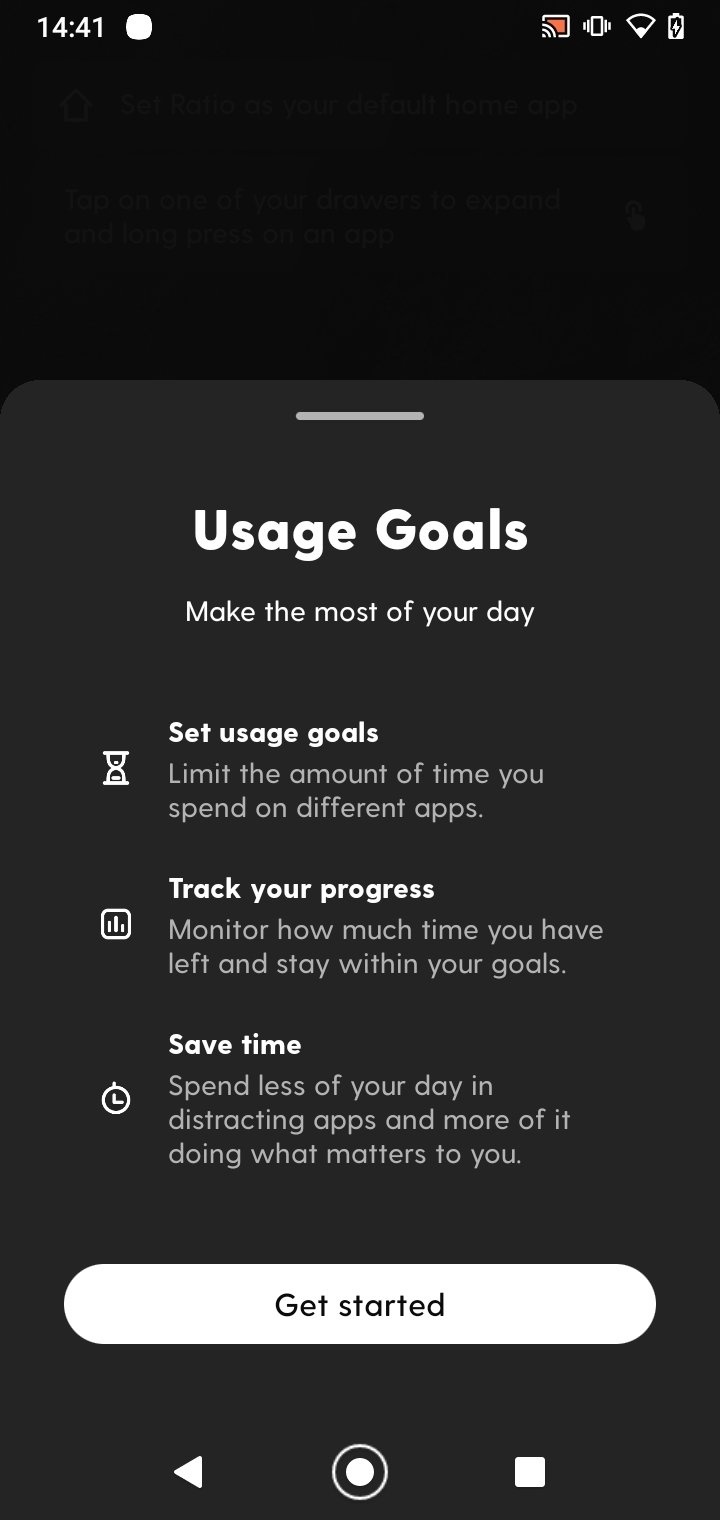 14:41
Set Ratio as your default home app
Tap on one of your drawers to expand
and long press on an app
Usage Goals
Make the most of your day
Set usage goals
Limit the amount of time you
spend on different apps.
Track your progress
Monitor how much time you have
left and stay within your goals.
Save time
Spend less of your day in
distracting apps and more of it
doing what matters to you.
Get started